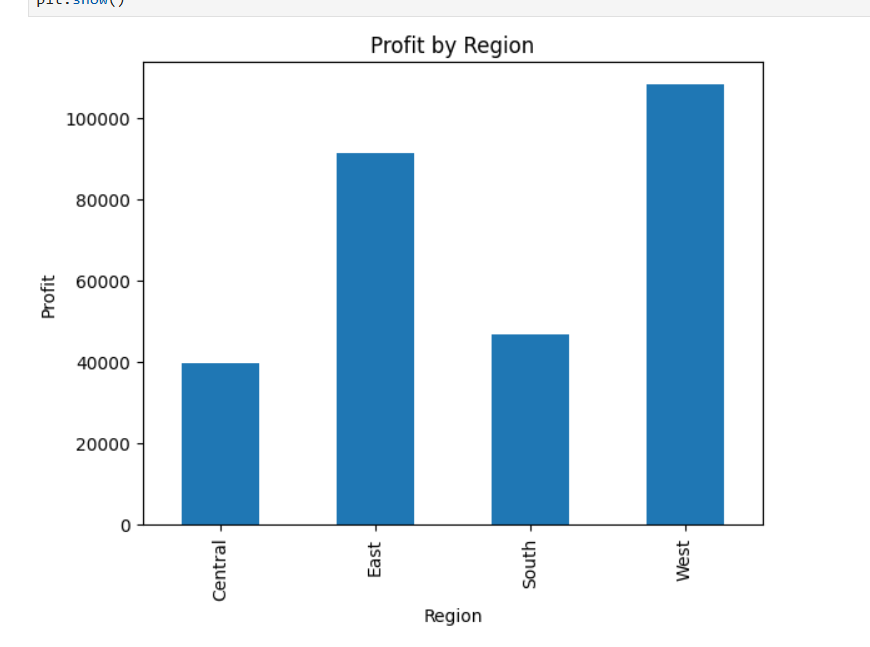 plt.show()
Profit by Region
100000
80000
60000
40000
20000
0
Profit
Central
East
South
West
Region